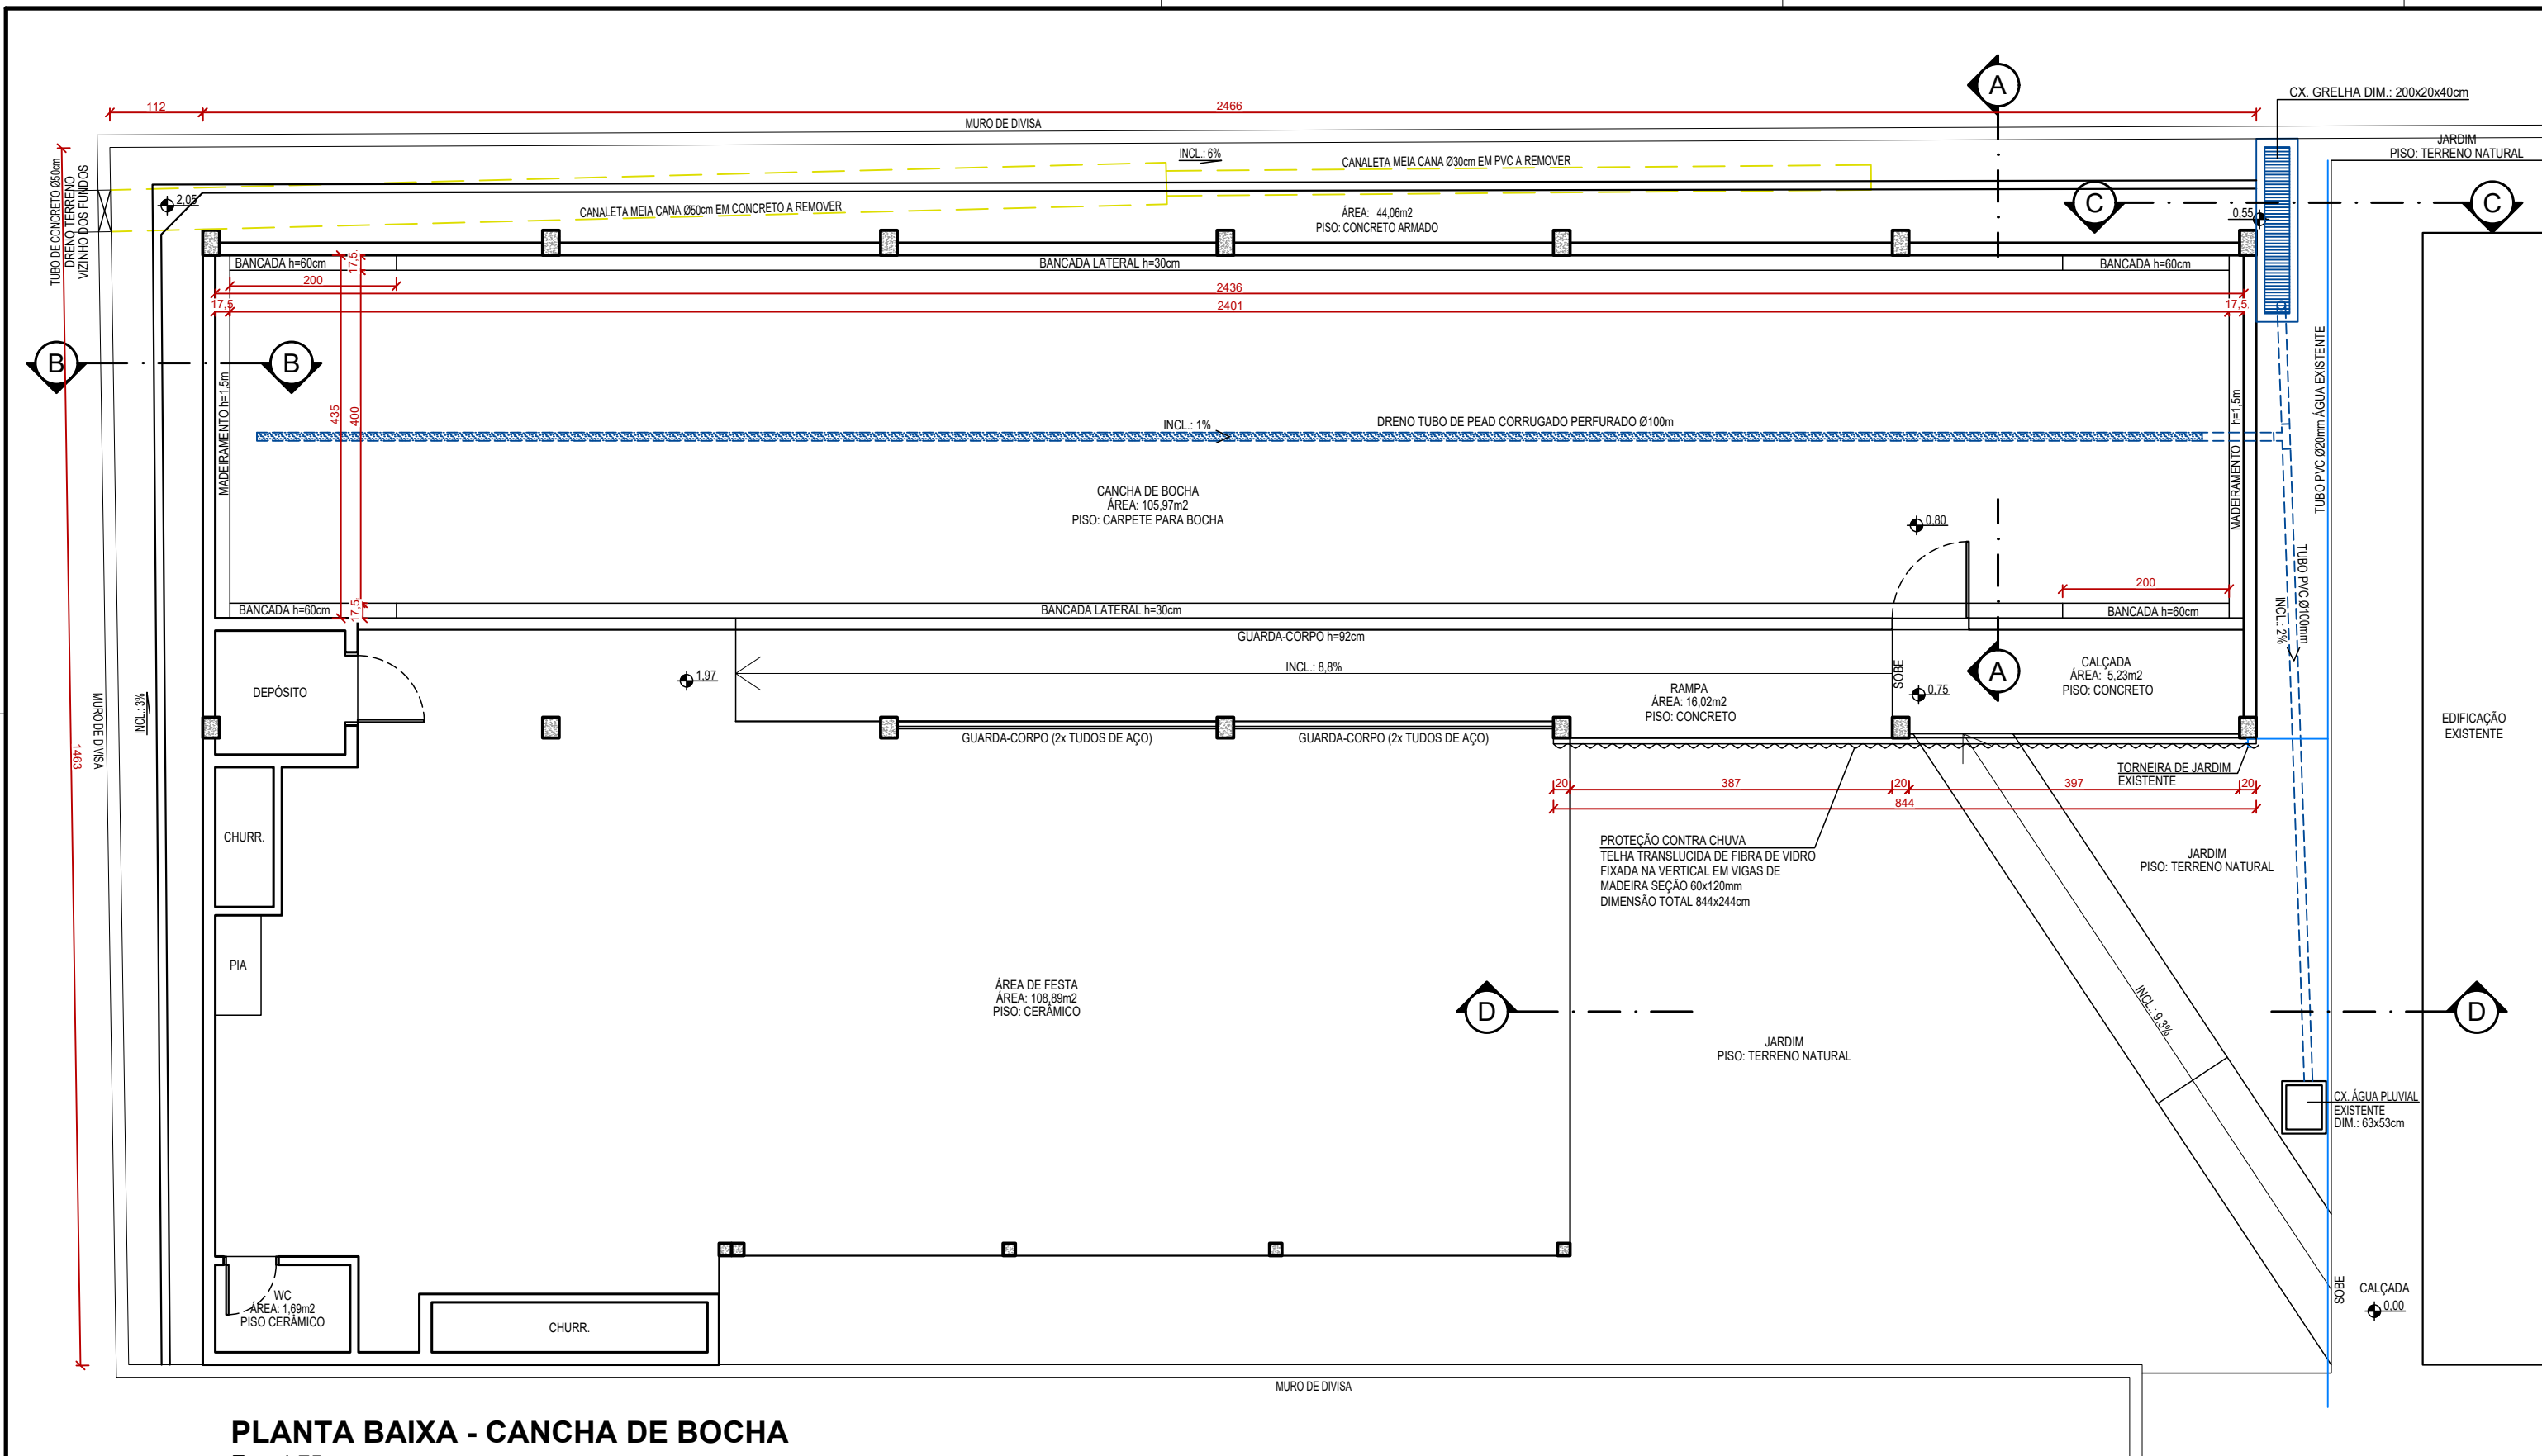 A
CX. GRELHA DIM.: 200x20x40cm
112
2466
MURO DE DIVISA
JARDIM
PISO: TERRENO NATURAL
INCL.: 6%
CANALETA MEIA CANA Ø30cm EM PVC A REMOVER
TUBO DE CONCRETO Ø50cm
DRENO TERRENO
VIZINHO DOS FUNDOS
2,05
CANALETA MEIA CANA Ø50cm EM CONCRETO A REMOVER
ÁREA: 44,06m2
PISO: CONCRETO ARMADO
C
0,55
C
BANCADA h=60cm
17,5
BANCADA LATERAL h=30cm
BANCADA h=60cm
200
2436
17,5
2401
17,5
B
B
MADEIRAMENTO h=1,5m
435
400
INCL.: 1%
DRENO TUBO DE PEAD CORRUGADO PERFURADO Ø100m
MADEIRAMENTO h=1,5m
TUBO PVC Ø20mm ÁGUA EXISTENTE
CANCHA DE BOCHA
ÁREA: 105,97m2
PISO: CARPETE PARA BOCHA
0,80
TUBO PVC Ø100mm
INCL.: 2%
200
BANCADA h=60cm
17,5
BANCADA LATERAL h=30cm
BANCADA h=60cm
GUARDA-CORPO h=92cm
INCL.: 8,8%
1,97
DEPÓSITO
SOBE
A
CALÇADA
ÁREA: 5,23m2
PISO: CONCRETO
RAMPA
ÁREA: 16,02m2
PISO: CONCRETO
0,75
MURO DE DIVISA
INCL.: 3%
1463
GUARDA-CORPO (2x TUDOS DE AÇO)
GUARDA-CORPO (2x TUDOS DE AÇO)
EDIFICAÇÃO
EXISTENTE
TORNEIRA DE JARDIM
EXISTENTE
20
387
20
397
20
844
CHURR.
PROTEÇÃO CONTRA CHUVA
TELHA TRANSLUCIDA DE FIBRA DE VIDRO
FIXADA NA VERTICAL EM VIGAS DE
MADEIRA SEÇÃO 60x120mm
DIMENSÃO TOTAL 844x244cm
JARDIM
PISO: TERRENO NATURAL
PIA
ÁREA DE FESTA
ÁREA: 108,89m2
PISO: CERÂMICO
D
INCL.: 9,3%
D
JARDIM
PISO: TERRENO NATURAL
CX. ÁGUA PLUVIAL
EXISTENTE
DIM.: 63x53cm
WC
ÁREA: 1,69m2
PISO CERÂMICO
CHURR.
SOBE
CALÇADA
0,00
MURO DE DIVISA
PLANTA BAIXA - CANCHA DE BOCHA